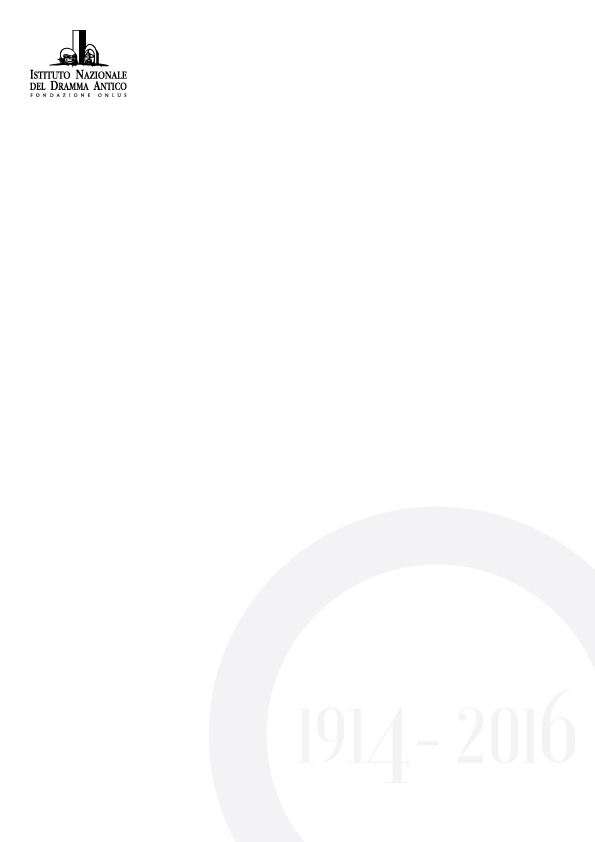 ISTITUTO NAZIONALE
DEL DRAMMA ANTICO
FONDAZIONE ONLUS
1914 - 2016